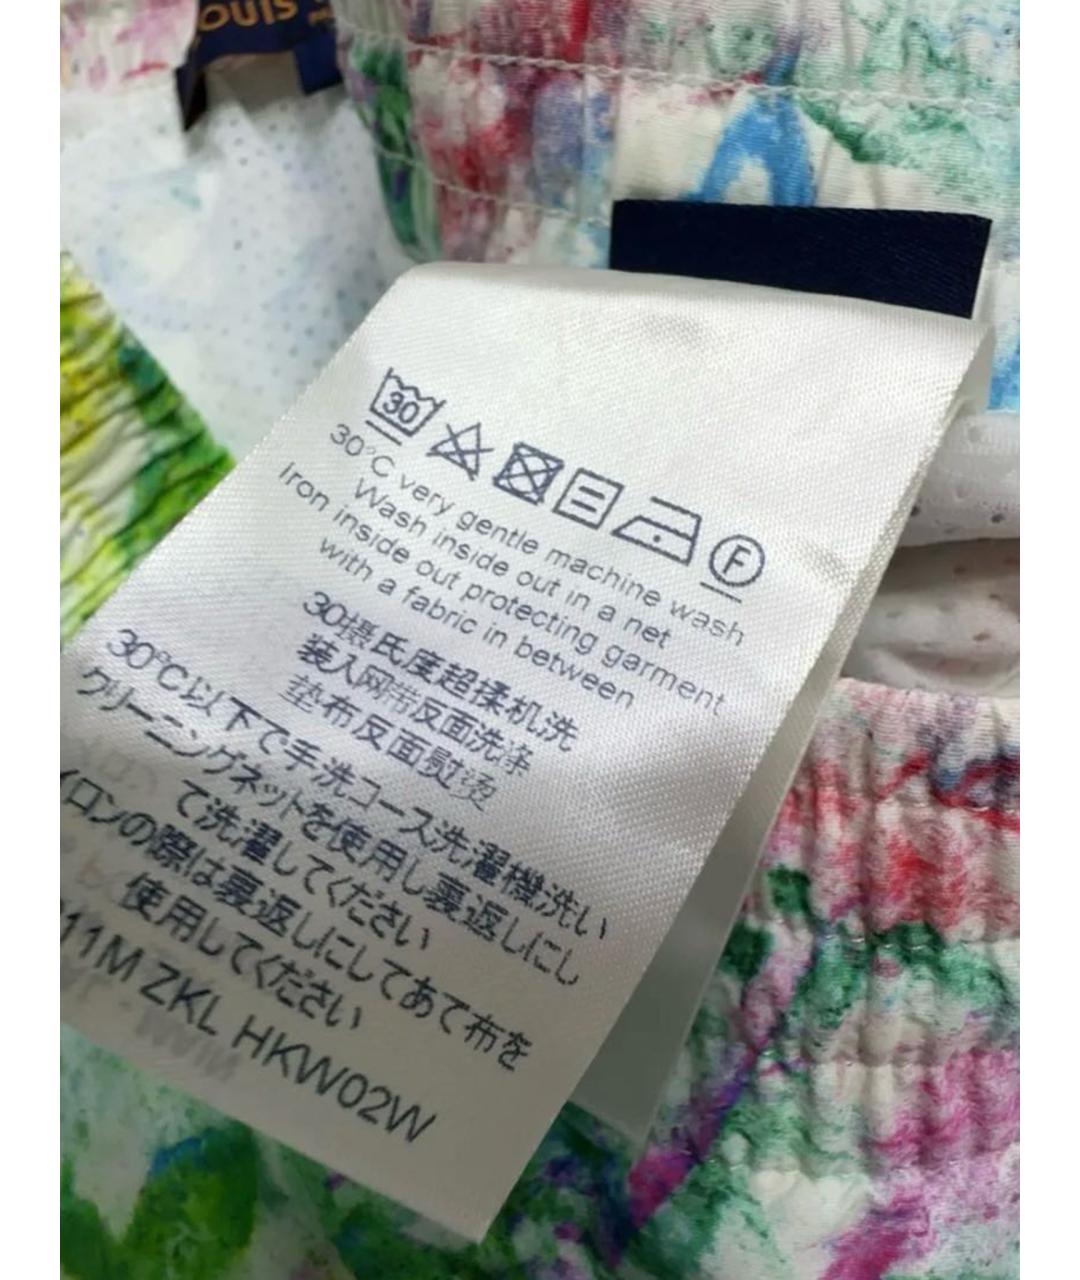 OUIS
30
F
30°C very gentle machine wash
Wash inside out in a net
Iron inside out protecting garment
with a fabric in between
30摄氏度超揉机洗
装入网带反面洗涤
垫布反面熨烫
30°C以下で手洗コース洗濯機洗い
クリーニングネットを使用し裏返しにし
て洗濯してください
イロンの際は裏返しにしてあて布を
使用してください
11M ZKL HKW02W